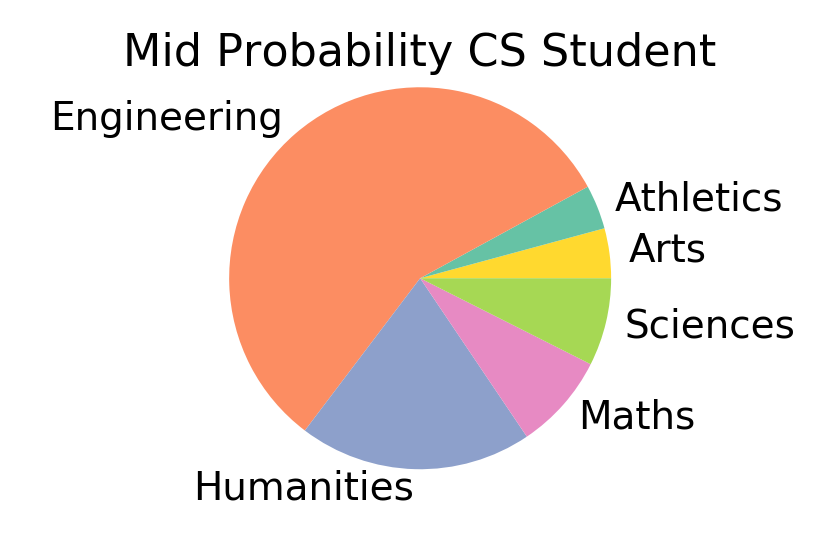 Mid Probability CS Student
Engineering
Athletics
Arts
Sciences
Maths
Humanities